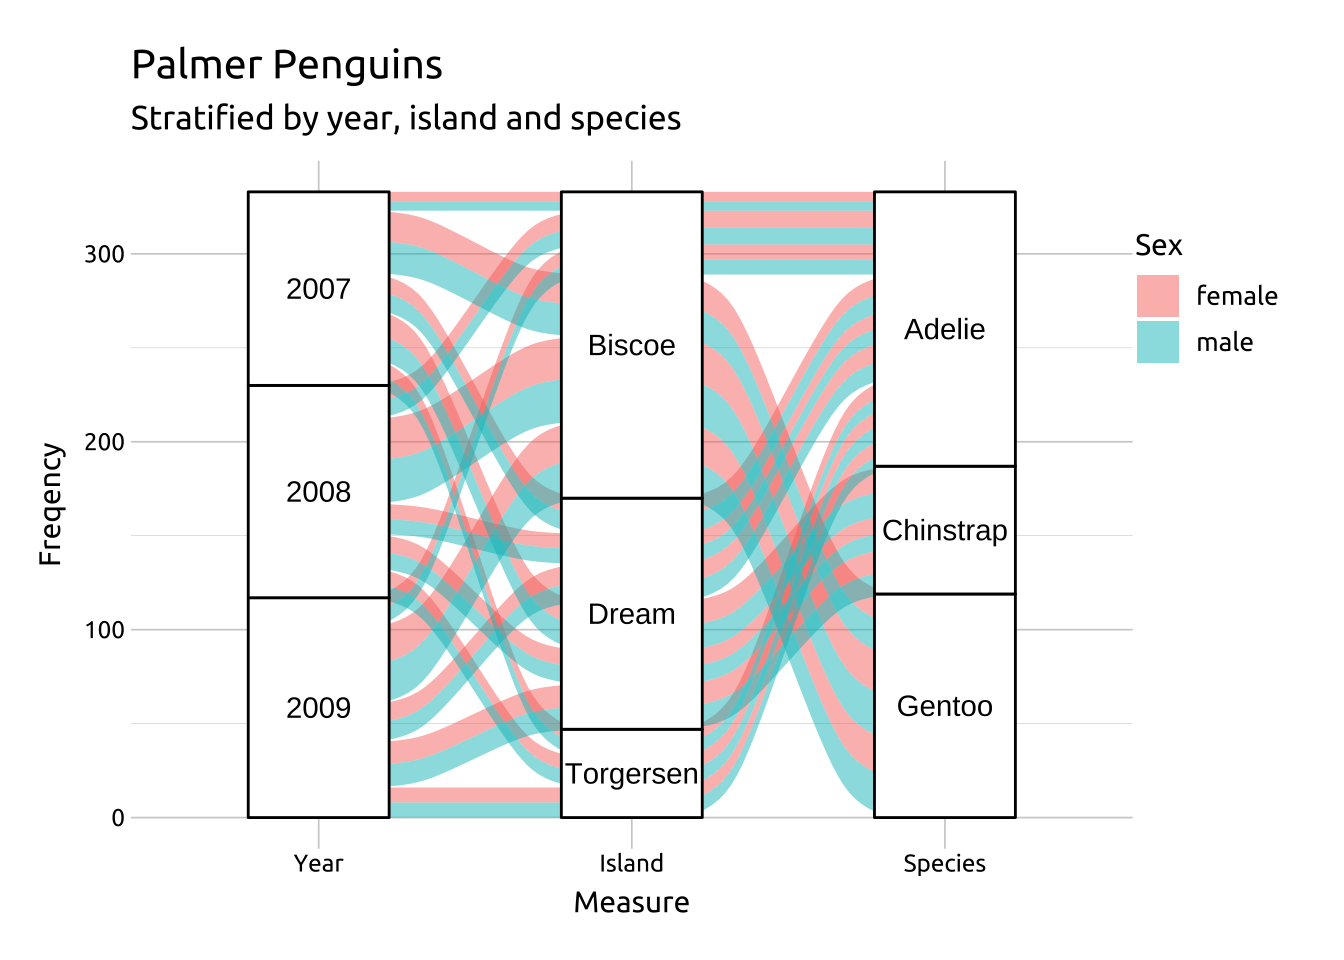 Palmer Penguins
Stratified by year, island and species
Freqency
300
200
100
0
2007
2008
2009
Biscoe
Dream
Torgersen
Adelie
Chinstrap
Gentoo
Year
Island
Species
Measure
Sex
female
male